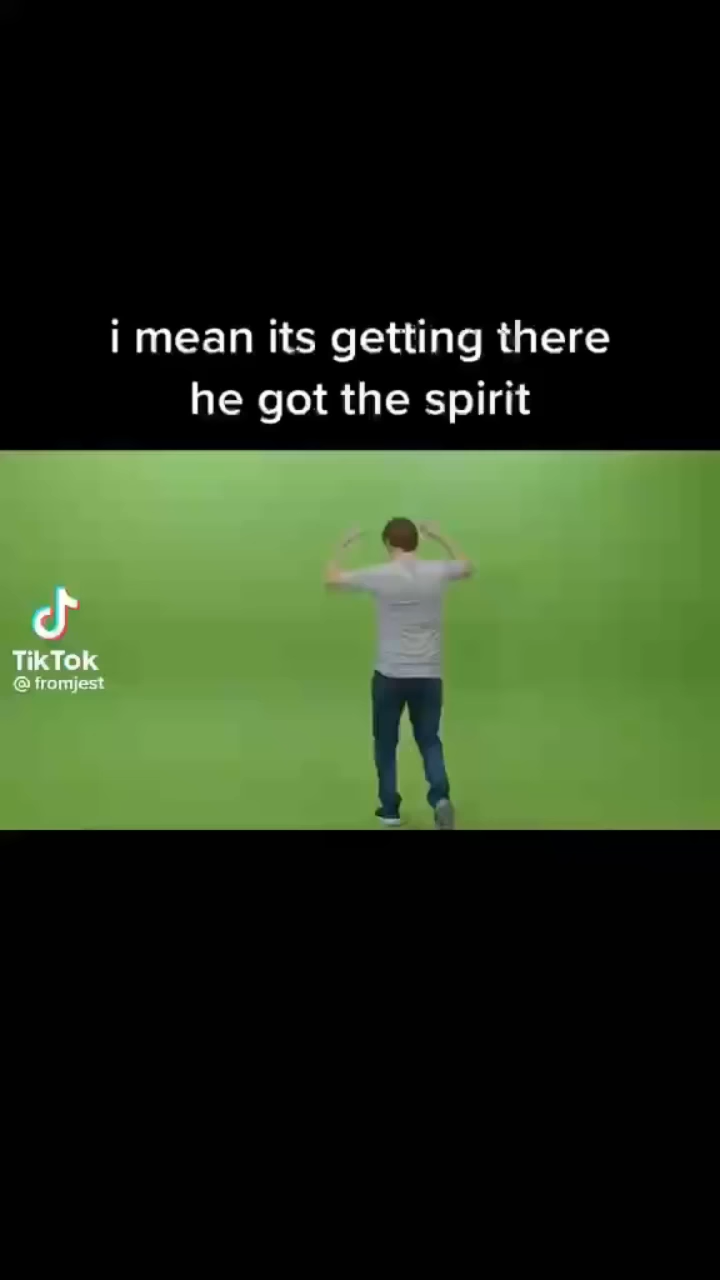 i mean its getting there
he got the spirit
TikTok
@ fromjest